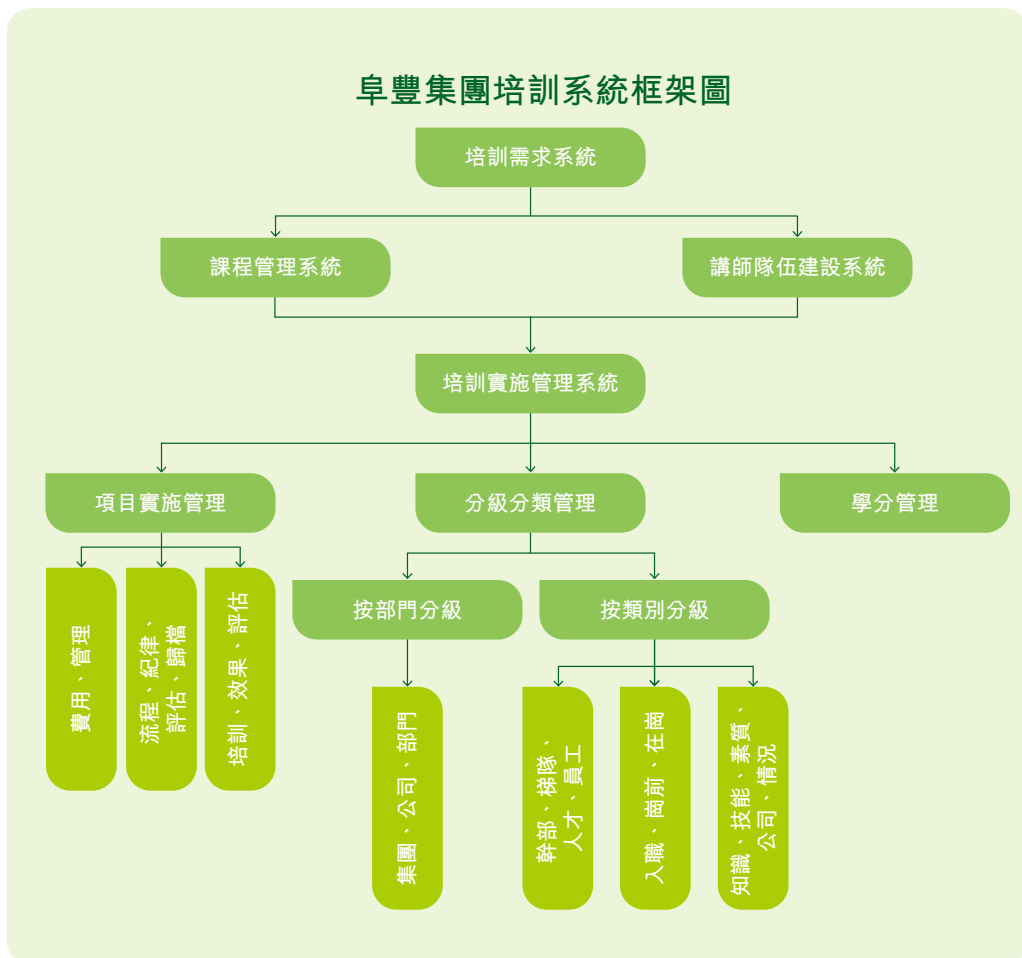 阜豐集團培訓系統框架圖
培訓需求系統
課程管理系統
講師隊伍建設系統
培訓實施管理系統
項目實施管理
分級分類管理
學分管理
費用、管理
流程、紀律、
評估、歸檔
培訓、效果、評估
按部門分級
按類別分級
集團、公司、部門
幹部、梯隊、
人才、員工
入職、崗前、在崗
知識、技能、素質、
公司、情況